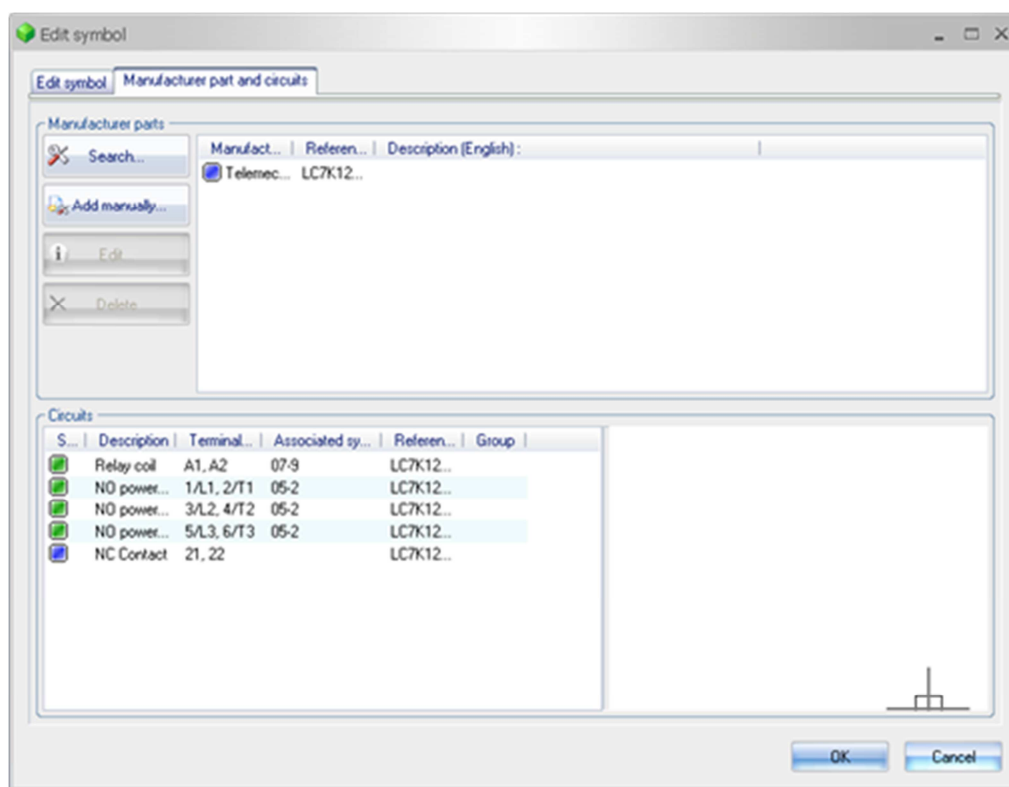 Edit symbol
Edit symbol Manufacturer part and circuits
Manufacturer parts
Search...
Add manually...
Edit...
Delete
Manufact... Referen... Description (English) :
Telemec... LC7K12...
Circuits
S... Description Terminal... Associated sy... Referen... Group
Relay coil A1, A2 07-9 LC7K12...
NO power... 1/L1, 2/T1 05-2 LC7K12...
NO power... 3/L2, 4/T2 05-2 LC7K12...
NO power... 5/L3, 6/T3 05-2 LC7K12...
NC Contact 21, 22 LC7K12...
OK Cancel